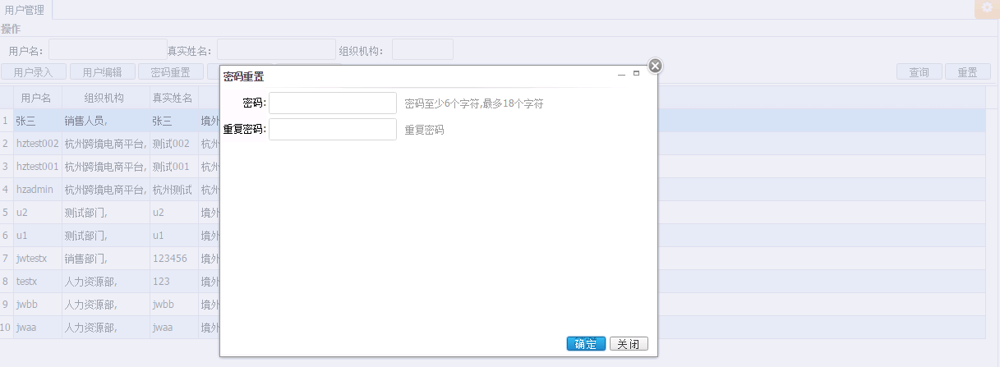 用户管理
操作
用户名: 真实姓名: 组织机构:
用户录入 用户编辑 密码重置 查询 重置
密码重置
用户名 组织机构 真实姓名
密码: 密码至少6个字符,最多18个字符
1 张三 销售人员, 张三 境外
重复密码: 重复密码
2 hztest002 杭州跨境电商平台, 测试002 杭州
3 hztest001 杭州跨境电商平台, 测试001 杭州
4 hzadmin 杭州跨境电商平台, 杭州测试 杭州
5 u2 测试部门, u2 境外
6 u1 测试部门, u1 境外
7 jwtestx 销售部门, 123456 境外
8 testx 人力资源部, 123 境外
9 jwbb 人力资源部, jwbb 境外
10 jwaa 人力资源部, jwaa 境外
确定 关闭